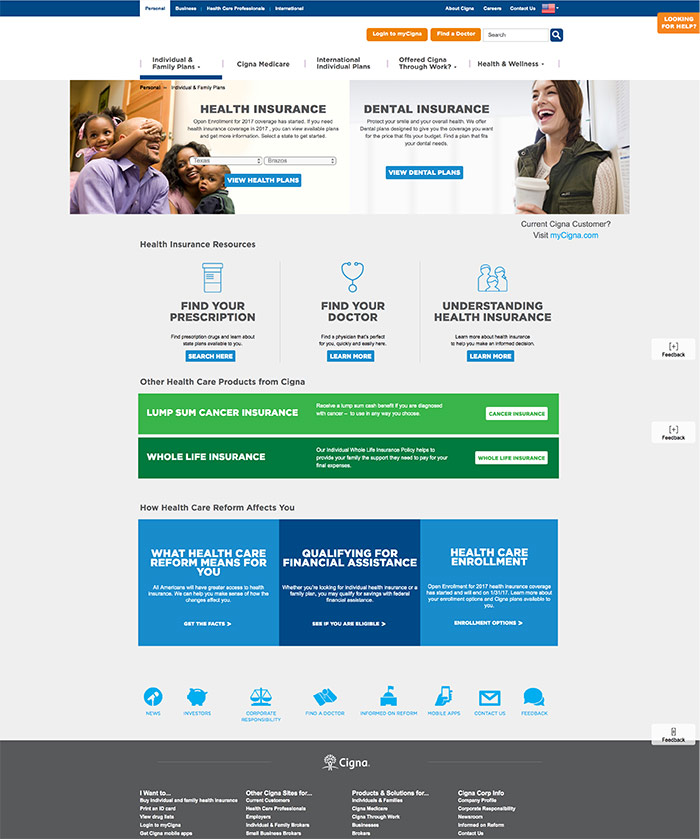 Personal
Business
Health Care Professionals
International
About Cigna
Careers
Contact Us
LOOKING FOR HELP?
Login to myCigna
Find a Doctor
Search
Individual &
Family Plans
Cigna Medicare
International
Individual Plans
Offered Cigna
Through Work?
Health & Wellness
Personal > Individual & Family Plans
HEALTH INSURANCE
Open Enrollment for 2017 coverage has started. If you need
health insurance coverage in 2017 , you can view available plans
and get more information. Select a state to get started.
Texas
Brazos
VIEW HEALTH PLANS
DENTAL INSURANCE
Protect your smile and your overall health. We offer
Dental plans designed to give you the coverage you want
for the price that fits your budget. Find a plan that fits
your dental needs.
VIEW DENTAL PLANS
Current Cigna Customer?
Visit myCigna.com
Health Insurance Resources
FIND YOUR
PRESCRIPTION
Find prescription drugs and learn about
state plans available to you.
SEARCH HERE
FIND YOUR
DOCTOR
Find a physician that's perfect
for you, quickly and easily here.
LEARN MORE
UNDERSTANDING
HEALTH INSURANCE
Learn more about health insurance
to help you make an informed decision.
LEARN MORE
[+]
Feedback
Other Health Care Products from Cigna
LUMP SUM CANCER INSURANCE
Receive a lump sum cash benefit if you are diagnosed
with cancer – to use in any way you choose.
CANCER INSURANCE
[+]
Feedback
WHOLE LIFE INSURANCE
Our Individual Whole Life Insurance Policy helps to
provide your family the support they need to pay for your
final expenses.
WHOLE LIFE INSURANCE
How Health Care Reform Affects You
WHAT HEALTH CARE
REFORM MEANS FOR
YOU
All Americans will have greater access to health
insurance. We can help you make sense of how the
changes affect you.
GET THE FACTS >
QUALIFYING FOR
FINANCIAL ASSISTANCE
Whether you're looking for individual health insurance or a
family plan, you may qualify for savings with federal
financial assistance.
SEE IF YOU ARE ELIGIBLE >
HEALTH CARE
ENROLLMENT
Open Enrollment for 2017 health insurance coverage
has started and will end on 1/31/17. Learn more about
your enrollment options and Cigna plans available to
you.
ENROLLMENT OPTIONS >
NEWS
INVESTORS
CORPORATE
RESPONSIBILITY
FIND A DOCTOR
INFORMED ON REFORM
MOBILE APPS
CONTACT US
FEEDBACK
Feedback
Cigna.
I Want to...
Buy individual and family health insurance
Print an ID card
View drug lists
Login to myCigna
Get Cigna mobile apps
Other Cigna Sites for...
Current Customers
Health Care Professionals
Employers
Individual & Family Brokers
Small Business Brokers
Products & Solutions for...
Individuals & Families
Cigna Medicare
Cigna Through Work
Businesses
Brokers
Cigna Corp Info
Company Profile
Corporate Responsibility
Newsroom
Informed on Reform
Contact Us